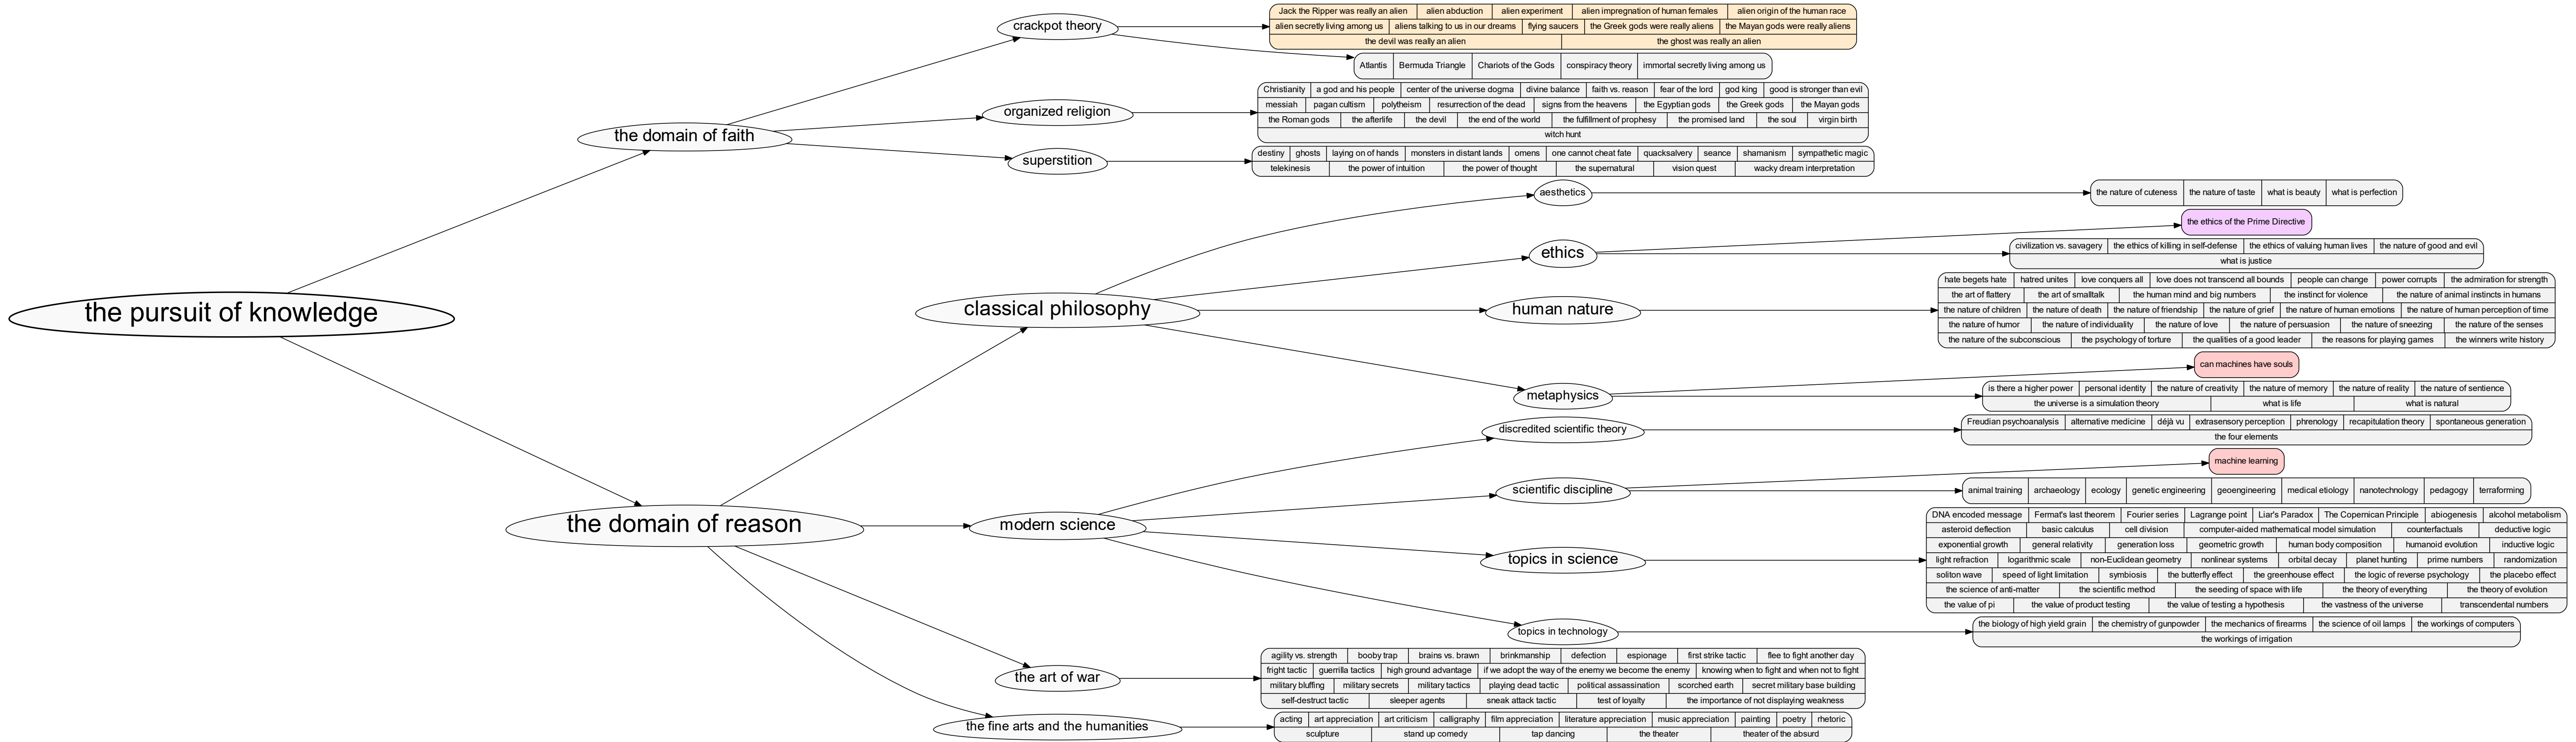 the pursuit of knowledge
the domain of faith
crackpot theory
Jack the Ripper was really an alien | alien abduction | alien experiment | alien impregnation of human females | alien origin of the human race
alien secretly living among us | aliens talking to us in our dreams | flying saucers | the Greek gods were really aliens | the Mayan gods were really aliens
the devil was really an alien | the ghost was really an alien
Atlantis | Bermuda Triangle | Chariots of the Gods | conspiracy theory | immortal secretly living among us
organized religion
Christianity | a god and his people | center of the universe dogma | divine balance | faith vs. reason | fear of the lord | god king | good is stronger than evil
messiah | pagan cultism | polytheism | resurrection of the dead | signs from the heavens | the Egyptian gods | the Greek gods | the Mayan gods
the Roman gods | the afterlife | the devil | the end of the world | the fulfillment of prophesy | the promised land | the soul | virgin birth
witch hunt
superstition
destiny | ghosts | laying on of hands | monsters in distant lands | omens | one cannot cheat fate | quacksalvery | seance | shamanism | sympathetic magic
telekinesis | the power of intuition | the power of thought | the supernatural | vision quest | wacky dream interpretation
the domain of reason
classical philosophy
aesthetics
the nature of cuteness | the nature of taste | what is beauty | what is perfection
ethics
the ethics of the Prime Directive
civilization vs. savagery | the ethics of killing in self-defense | the ethics of valuing human lives | the nature of good and evil
what is justice
human nature
hate begets hate | hatred unites | love conquers all | love does not transcend all bounds | people can change | power corrupts | the admiration for strength
the art of flattery | the art of smalltalk | the human mind and big numbers | the instinct for violence | the nature of animal instincts in humans
the nature of children | the nature of death | the nature of friendship | the nature of grief | the nature of human emotions | the nature of human perception of time
the nature of humor | the nature of individuality | the nature of love | the nature of persuasion | the nature of sneezing | the nature of the senses
the nature of the subconscious | the psychology of torture | the qualities of a good leader | the reasons for playing games | the winners write history
metaphysics
can machines have souls
is there a higher power | personal identity | the nature of creativity | the nature of memory | the nature of reality | the nature of sentience
the universe is a simulation theory | what is life | what is natural
modern science
discredited scientific theory
Freudian psychoanalysis | alternative medicine | déjà vu | extrasensory perception | phrenology | recapitulation theory | spontaneous generation
the four elements
scientific discipline
machine learning
animal training | archaeology | ecology | genetic engineering | geoengineering | medical etiology | nanotechnology | pedagogy | terraforming
topics in science
DNA encoded message | Fermat's last theorem | Fourier series | Lagrange point | Liar's Paradox | The Copernican Principle | abiogenesis | alcohol metabolism
asteroid deflection | basic calculus | cell division | computer-aided mathematical model simulation | counterfactuals | deductive logic
exponential growth | general relativity | generation loss | geometric growth | human body composition | humanoid evolution | inductive logic
light refraction | logarithmic scale | non-Euclidean geometry | nonlinear systems | orbital decay | planet hunting | prime numbers | randomization
soliton wave | speed of light limitation | symbiosis | the butterfly effect | the greenhouse effect | the logic of reverse psychology | the placebo effect
the science of anti-matter | the scientific method | the seeding of space with life | the theory of everything | the theory of evolution
the value of pi | the value of product testing | the value of testing a hypothesis | the vastness of the universe | transcendental numbers
topics in technology
the biology of high yield grain | the chemistry of gunpowder | the mechanics of firearms | the science of oil lamps | the workings of computers
the workings of irrigation
the art of war
agility vs. strength | booby trap | brains vs. brawn | brinkmanship | defection | espionage | first strike tactic | flee to fight another day
fright tactic | guerrilla tactics | high ground advantage | if we adopt the way of the enemy we become the enemy | knowing when to fight and when not to fight
military bluffing | military secrets | military tactics | playing dead tactic | political assassination | scorched earth | secret military base building
self-destruct tactic | sleeper agents | sneak attack tactic | test of loyalty | the importance of not displaying weakness
the fine arts and the humanities
acting | art appreciation | art criticism | calligraphy | film appreciation | literature appreciation | music appreciation | painting | poetry | rhetoric
sculpture | stand up comedy | tap dancing | the theater | theater of the absurd